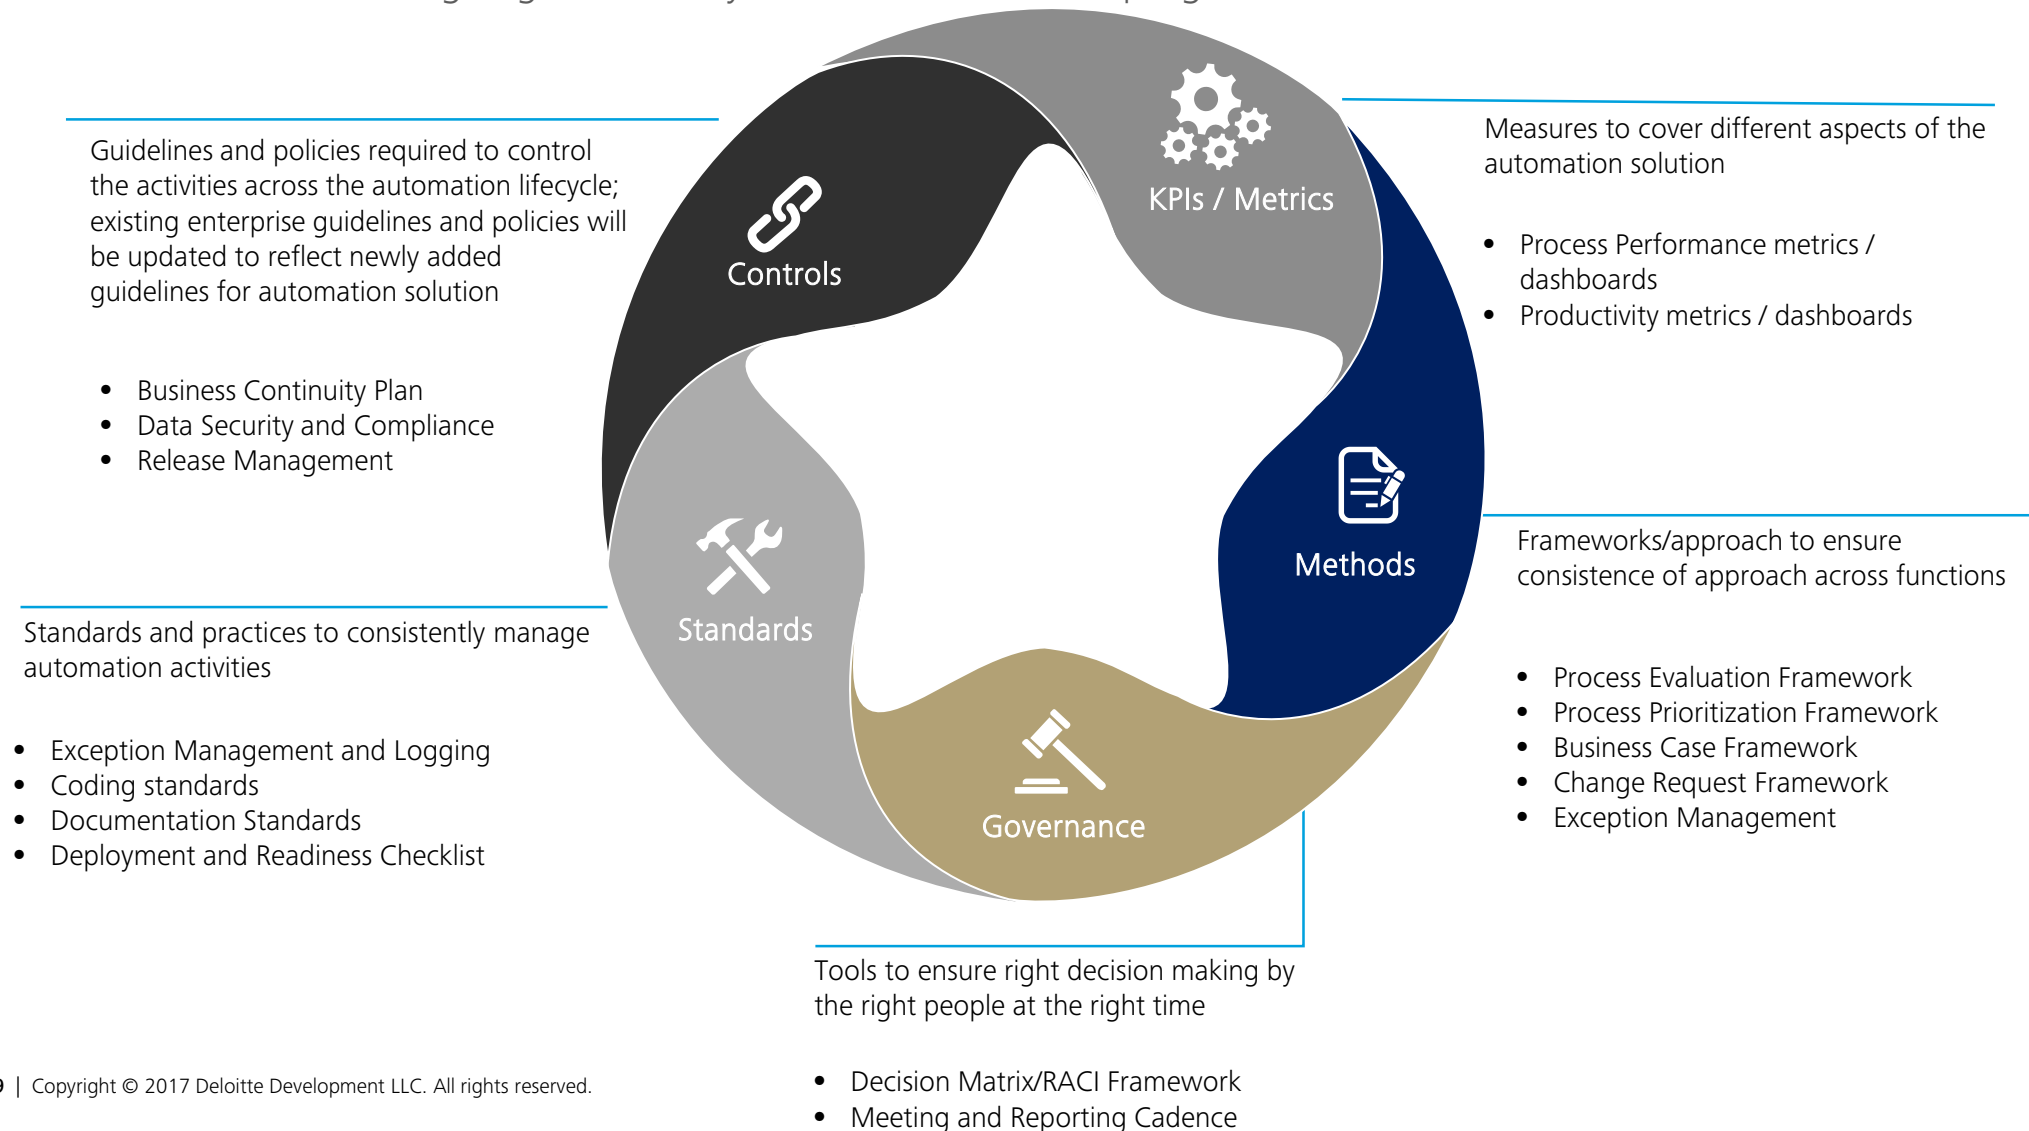 Controls
KPIs / Metrics
Methods
Governance
Standards
Guidelines and policies required to control
the activities across the automation lifecycle;
existing enterprise guidelines and policies will
be updated to reflect newly added
guidelines for automation solution
• Business Continuity Plan
• Data Security and Compliance
• Release Management
Measures to cover different aspects of the
automation solution
• Process Performance metrics /
dashboards
• Productivity metrics / dashboards
Frameworks/approach to ensure
consistence of approach across functions
• Process Evaluation Framework
• Process Prioritization Framework
• Business Case Framework
• Change Request Framework
• Exception Management
Standards and practices to consistently manage
automation activities
• Exception Management and Logging
• Coding standards
• Documentation Standards
• Deployment and Readiness Checklist
Tools to ensure right decision making by
the right people at the right time
• Decision Matrix/RACI Framework
• Meeting and Reporting Cadence
| Copyright © 2017 Deloitte Development LLC. All rights reserved.